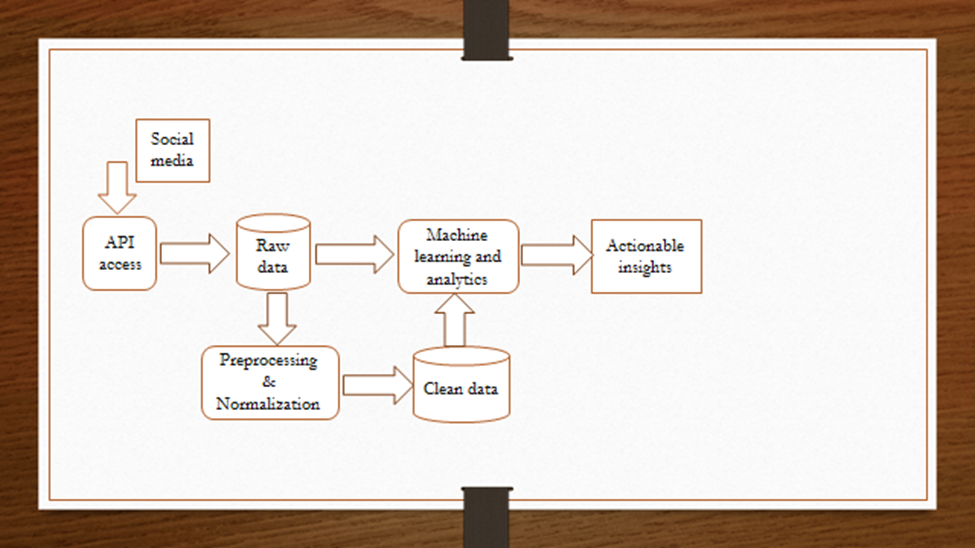 Social
media
API
access
Raw
data
Machine
learning and
analytics
Actionable
insights
Preprocessing
&
Normalization
Clean data